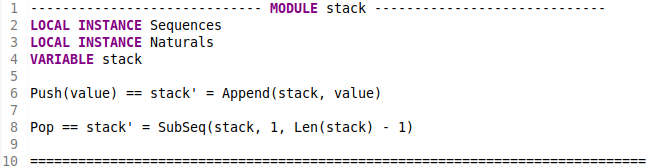 1 ----------------------------- MODULE stack -----------------------------
2 LOCAL INSTANCE Sequences
3 LOCAL INSTANCE Naturals
4 VARIABLE stack
5
6 Push(value) == stack' = Append(stack, value)
7
8 Pop == stack' = SubSeq(stack, 1, Len(stack) - 1)
9
10 =============================================================================